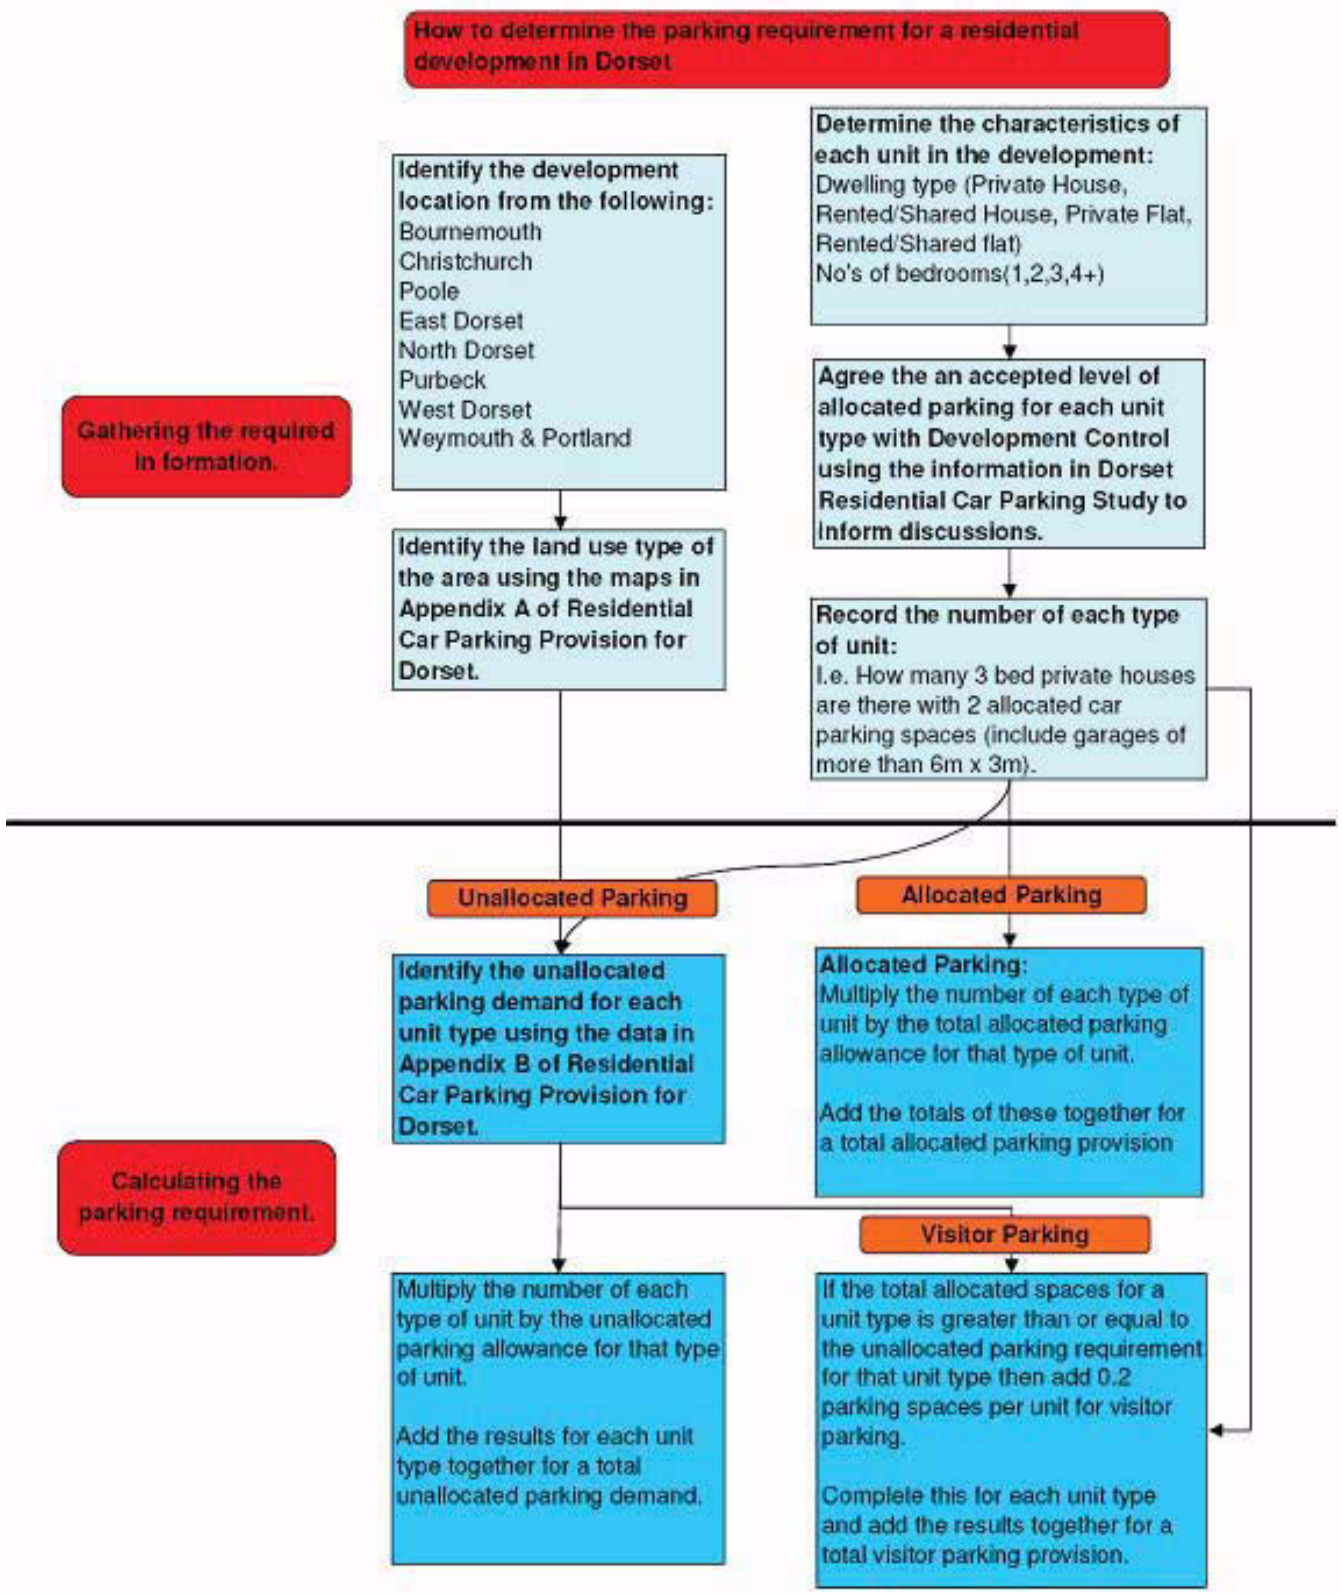 How to determine the parking requirement for a residential
development in Dorset
Identify the development
location from the following:
Bournemouth
Christchurch
Poole
East Dorset
North Dorset
Purbeck
West Dorset
Weymouth & Portland
Determine the characteristics of
each unit in the development:
Dwelling type (Private House,
Rented/Shared House, Private Flat,
Rented/Shared flat)
No's of bedrooms(1,2,3,4+)
Gathering the required
in formation.
Agree the an accepted level of
allocated parking for each unit
type with Development Control
using the information in Dorset
Residential Car Parking Study to
inform discussions.
Identify the land use type of
the area using the maps in
Appendix A of Residential
Car Parking Provision for
Dorset.
Record the number of each type
of unit:
I.e. How many 3 bed private houses
are there with 2 allocated car
parking spaces (include garages of
more than 6m x 3m).
Unallocated Parking
Allocated Parking
Identify the unallocated
parking demand for each
unit type using the data in
Appendix B of Residential
Car Parking Provision for
Dorset.
Allocated Parking:
Multiply the number of each type of
unit by the total allocated parking
allowance for that type of unit.
Add the totals of these together for
a total allocated parking provision
Calculating the
parking requirement.
Visitor Parking
Multiply the number of each
type of unit by the unallocated
parking allowance for that type
of unit.
Add the results for each unit
type together for a total
unallocated parking demand.
If the total allocated spaces for a
unit type is greater than or equal to
the unallocated parking requirement
for that unit type then add 0.2
parking spaces per unit for visitor
parking.
Complete this for each unit type
and add the results together for a
total visitor parking provision.